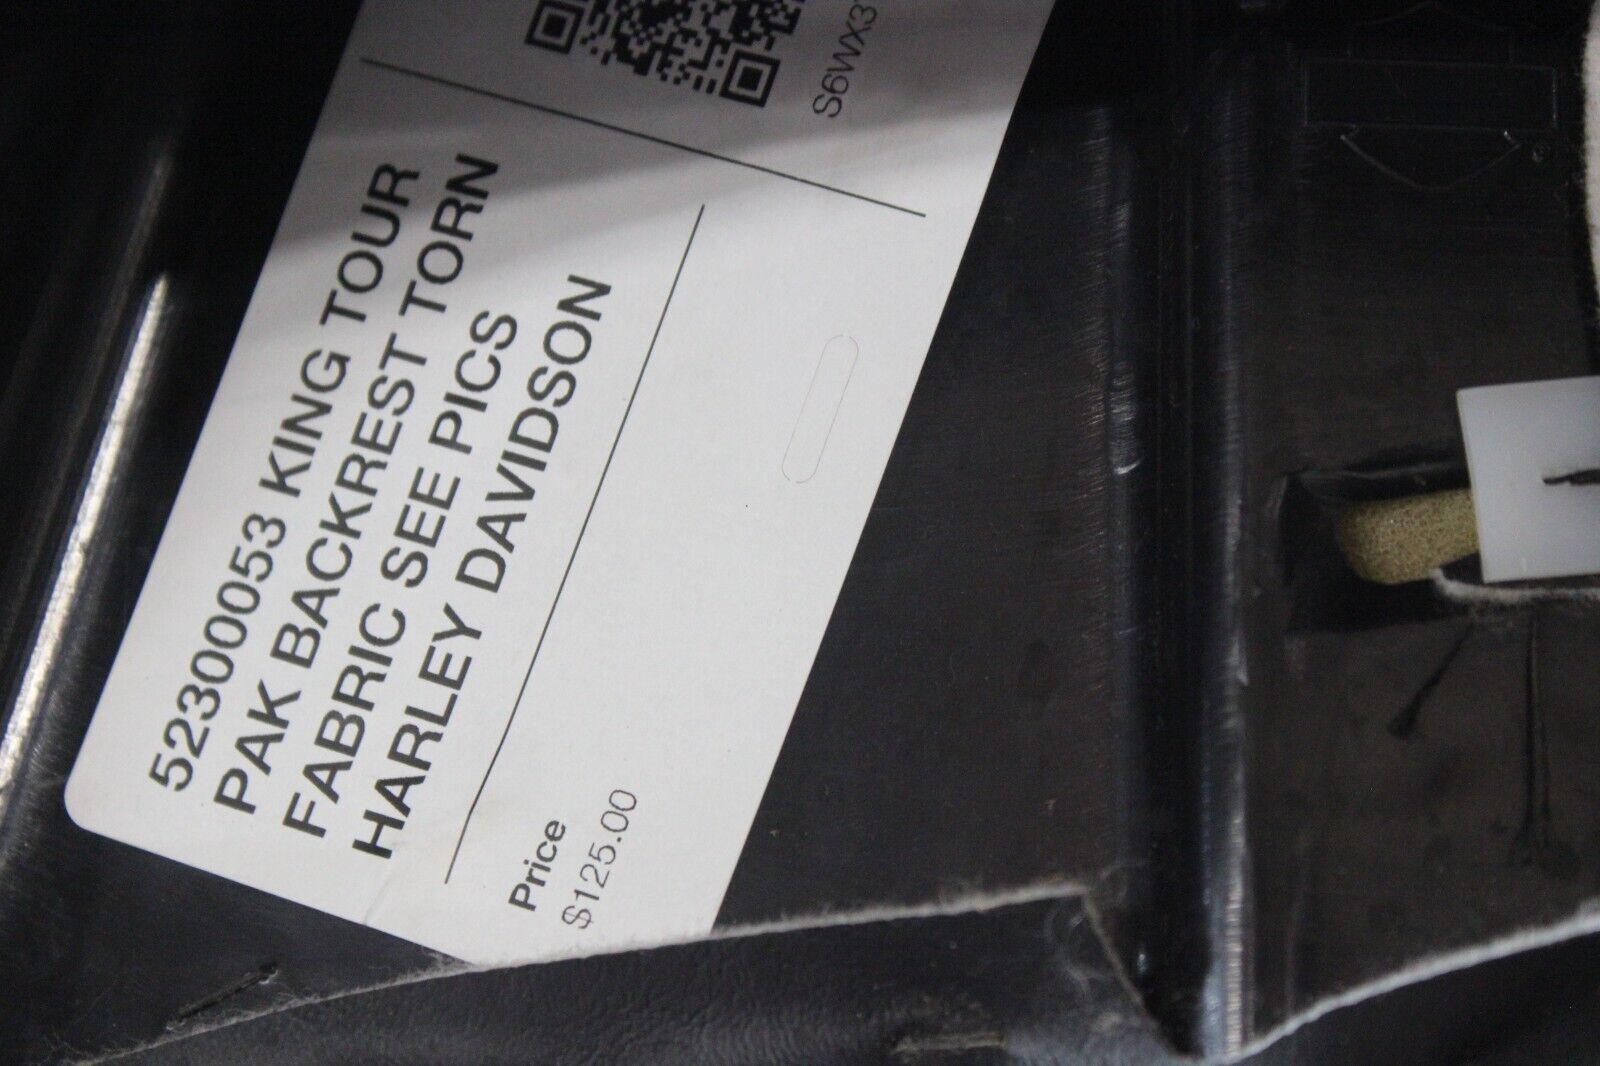 52300053 KING TOUR
PAK BACKREST TORN
FABRIC SEE PICS
HARLEY DAVIDSON
Price
$125.00